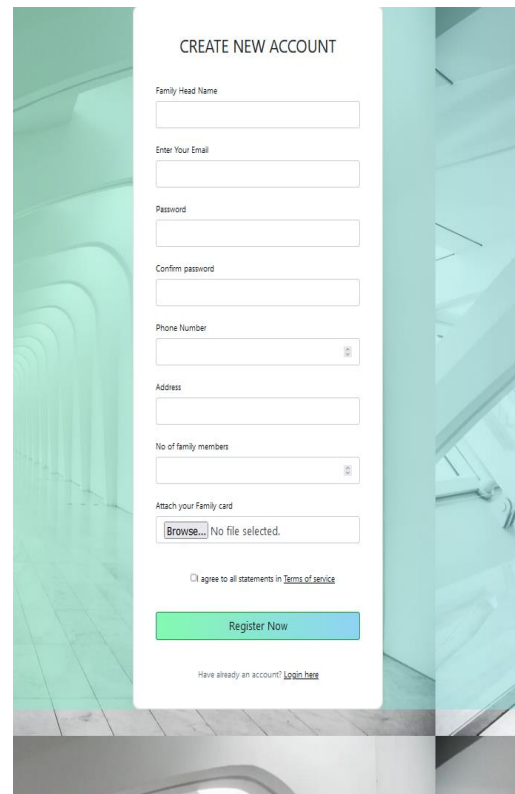 CREATE NEW ACCOUNT
Family Head Name
Enter Your Email
Password
Confirm password
Phone Number
Address
No of family members
Attach your Family card
Browse... No file selected.
I agree to all statements in Terms of service
Register Now
Have already an account? Login here